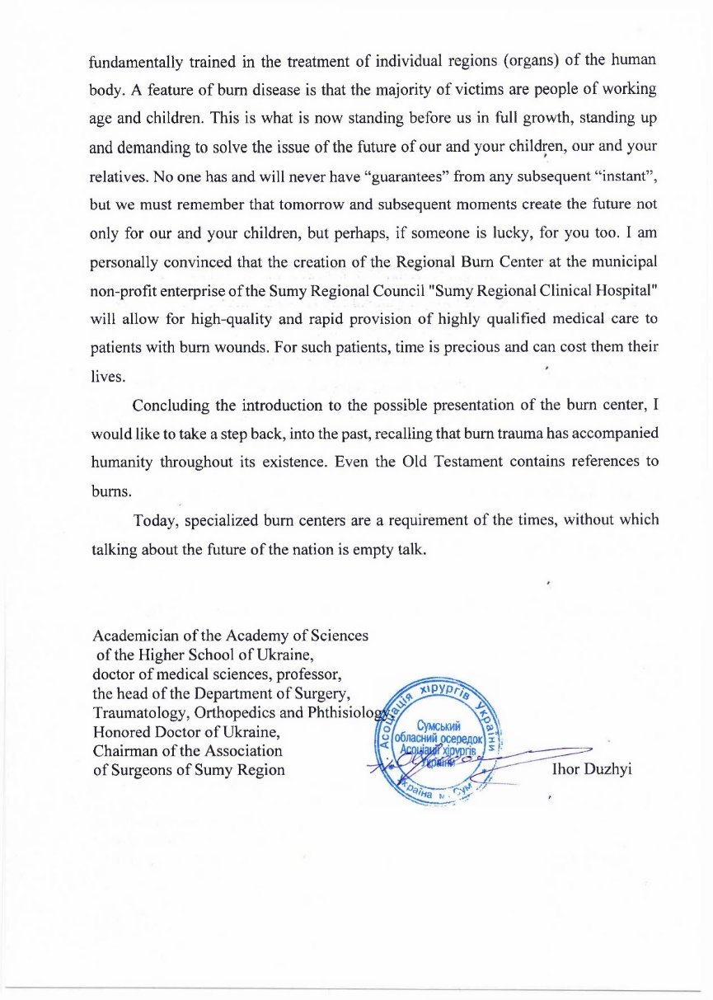 fundamentally trained in the treatment of individual regions (organs) of the human
body. A feature of burn disease is that the majority of victims are people of working
age and children. This is what is now standing before us in full growth, standing up
and demanding to solve the issue of the future of our and your children, our and your
relatives. No one has and will never have “guarantees” from any subsequent “instant”,
but we must remember that tomorrow and subsequent moments create the future not
only for our and your children, but perhaps, if someone is lucky, for you too. I am
personally convinced that the creation of the Regional Burn Center at the municipal
non-profit enterprise of the Sumy Regional Council "Sumy Regional Clinical Hospital"
will allow for high-quality and rapid provision of highly qualified medical care to
patients with burn wounds. For such patients, time is precious and can cost them their
lives.
Concluding the introduction to the possible presentation of the burn center, I
would like to take a step back, into the past, recalling that burn trauma has accompanied
humanity throughout its existence. Even the Old Testament contains references to
burns.
Today, specialized burn centers are a requirement of the times, without which
talking about the future of the nation is empty talk.
Academician of the Academy of Sciences
of the Higher School of Ukraine,
doctor of medical sciences, professor,
the head of the Department of Surgery,
Traumatology, Orthopedics and Phthisiology,
Honored Doctor of Ukraine,
Chairman of the Association
of Surgeons of Sumy Region
Асоціація хірургів України
Сумський
обласний осередок
Асоціації хірургів
України
Україна м. Сум
Ihor Duzhyi